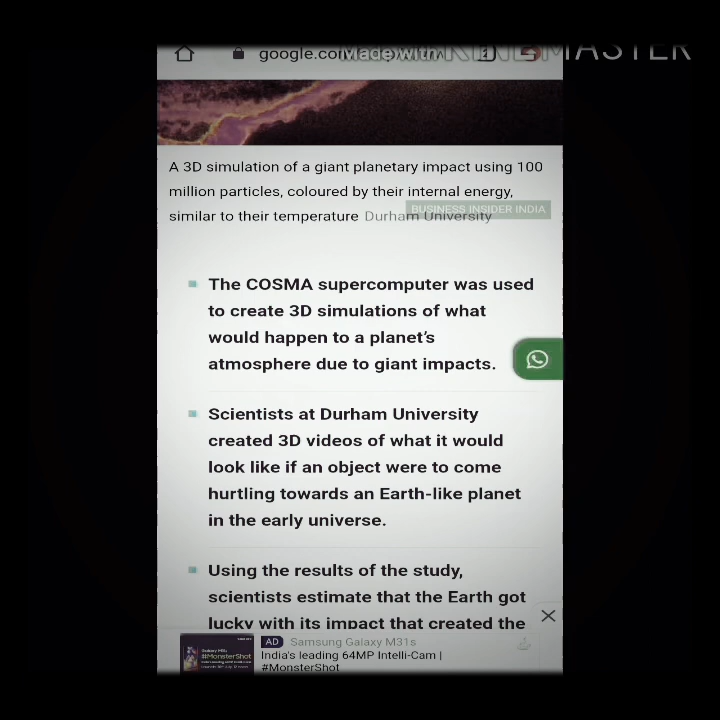 google.com
Made with KINEMASTER
A 3D simulation of a giant planetary impact using 100
million particles, coloured by their internal energy,
similar to their temperature Durham University
BUSINESS INSIDER INDIA
The COSMA supercomputer was used
to create 3D simulations of what
would happen to a planet's
atmosphere due to giant impacts.
Scientists at Durham University
created 3D videos of what it would
look like if an object were to come
hurtling towards an Earth-like planet
in the early universe.
Using the results of the study,
scientists estimate that the Earth got
lucky with its impact that created the
AD Samsung Galaxy M31s
India's leading 64MP Intelli-Cam |
#MonsterShot
#MonsterShot